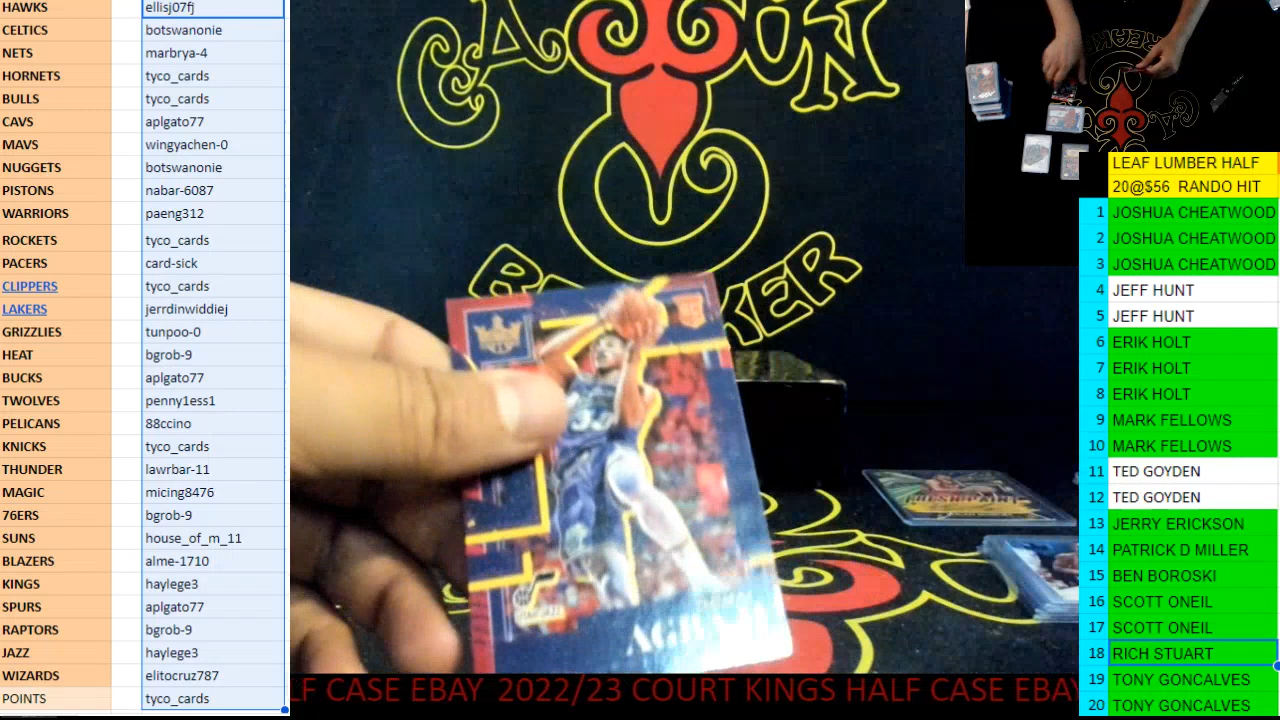 HAWKS ellisj07fj
CELTICS botswanonie
NETS marbrya-4
HORNETS tyco_cards
BULLS tyco_cards
CAVS aplgato77
MAVS wingyachen-0
NUGGETS botswanonie
PISTONS nabar-6087
WARRIORS paeng312
ROCKETS tyco_cards
PACERS card-sick
CLIPPERS tyco_cards
LAKERS jerrdinwiddiej
GRIZZLIES tunpoo-0
HEAT bgrob-9
BUCKS aplgato77
TWOLVES penny1ess1
PELICANS 88ccino
KNICKS tyco_cards
THUNDER lawrbar-11
MAGIC micing8476
76ERS bgrob-9
SUNS house_of_m_11
BLAZERS alme-1710
KINGS haylege3
SPURS aplgato77
RAPTORS bgrob-9
JAZZ haylege3
WIZARDS elitocruz787
POINTS tyco_cards
LF CASE EBAY 2022/23 COURT KINGS HALF CASE EBAY
LEAF LUMBER HALF
20@$56 RANDO HIT
1 JOSHUA CHEATWOOD
2 JOSHUA CHEATWOOD
3 JOSHUA CHEATWOOD
4 JEFF HUNT
5 JEFF HUNT
6 ERIK HOLT
7 ERIK HOLT
8 ERIK HOLT
9 MARK FELLOWS
10 MARK FELLOWS
11 TED GOYDEN
12 TED GOYDEN
13 JERRY ERICKSON
14 PATRICK D MILLER
15 BEN BOROSKI
16 SCOTT ONEIL
17 SCOTT ONEIL
18 RICH STUART
19 TONY GONCALVES
20 TONY GONCALVES